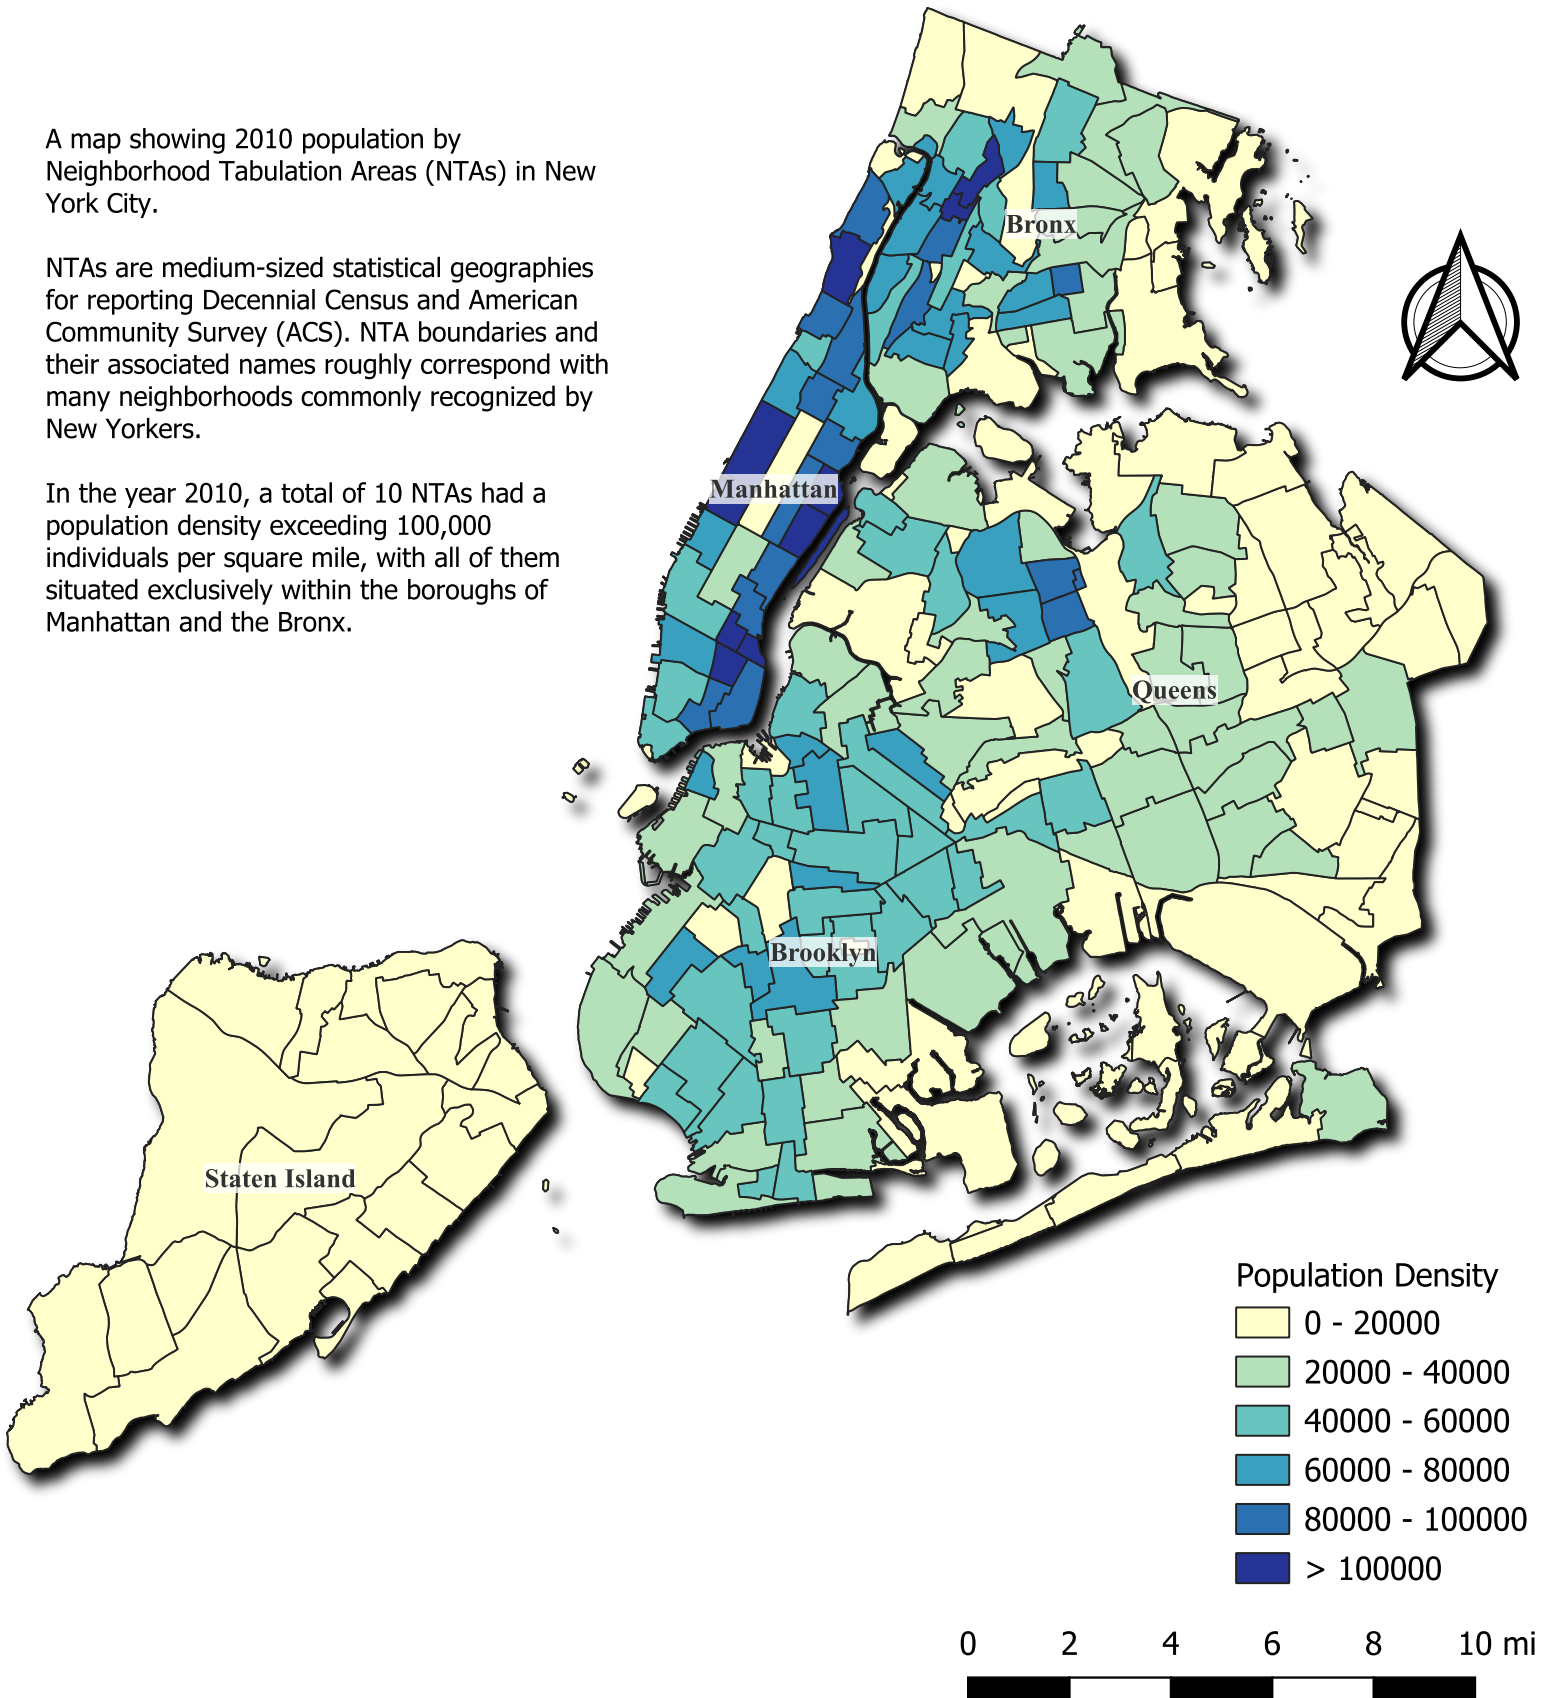 A map showing 2010 population by
Neighborhood Tabulation Areas (NTAs) in New
York City.
NTAs are medium-sized statistical geographies
for reporting Decennial Census and American
Community Survey (ACS). NTA boundaries and
their associated names roughly correspond with
many neighborhoods commonly recognized by
New Yorkers.
In the year 2010, a total of 10 NTAs had a
population density exceeding 100,000
individuals per square mile, with all of them
situated exclusively within the boroughs of
Manhattan and the Bronx.
Bronx
Manhattan
Queens
Brooklyn
Staten Island
Population Density
0 - 20000
20000 - 40000
40000 - 60000
60000 - 80000
80000 - 100000
> 100000
0 2 4 6 8 10 mi